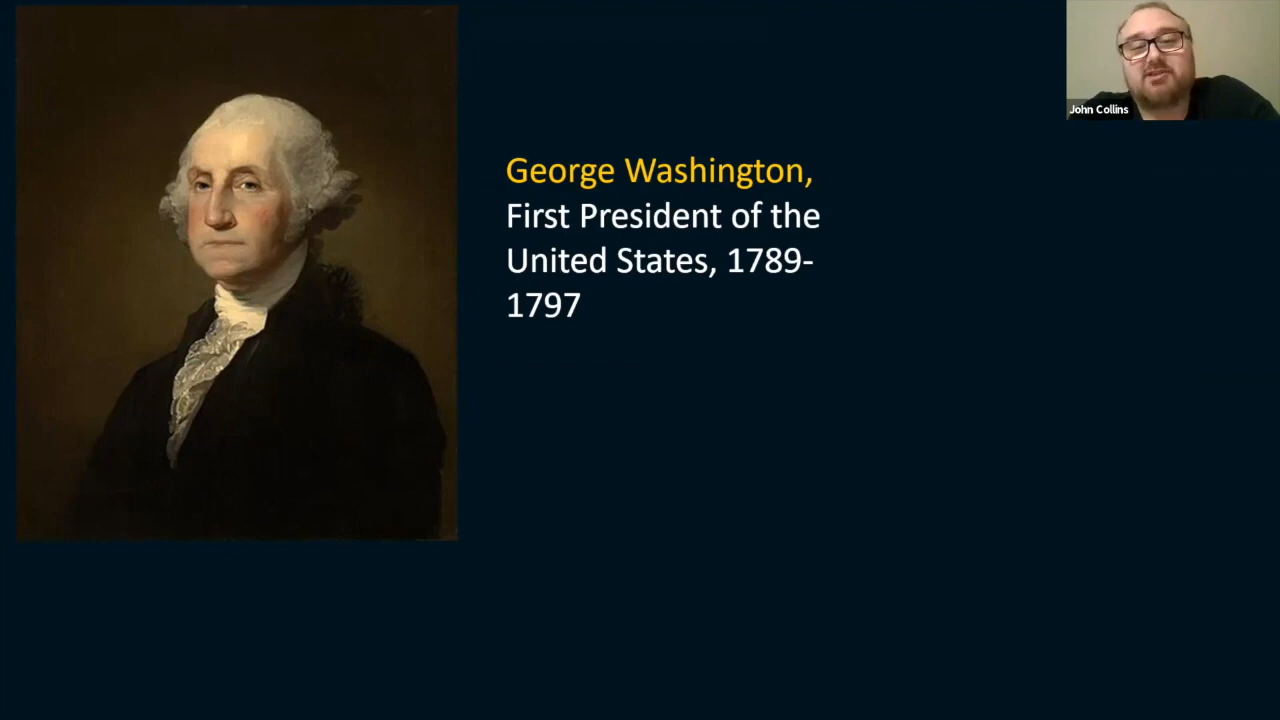 George Washington,
First President of the
United States, 1789-
1797
John Collins